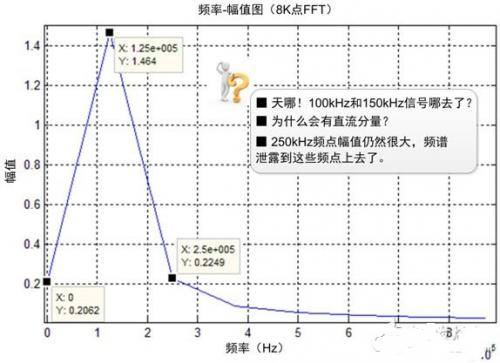 频率-幅值图（8K点FFT）
1.4
1.2
1
0.8
0.6
0.4
0.2
幅值
X: 1.25e+005
Y: 1.464
■ 天哪！100kHz和150kHz信号哪去了？
■ 为什么会有直流分量？
■ 250kHz频点幅值仍然很大，频谱
泄露到这些频点上去了。
X: 2.5e+005
Y: 0.2249
X: 0
Y: 0.2062
0 1 2 3 4 5 6 7 8
频率（Hz）